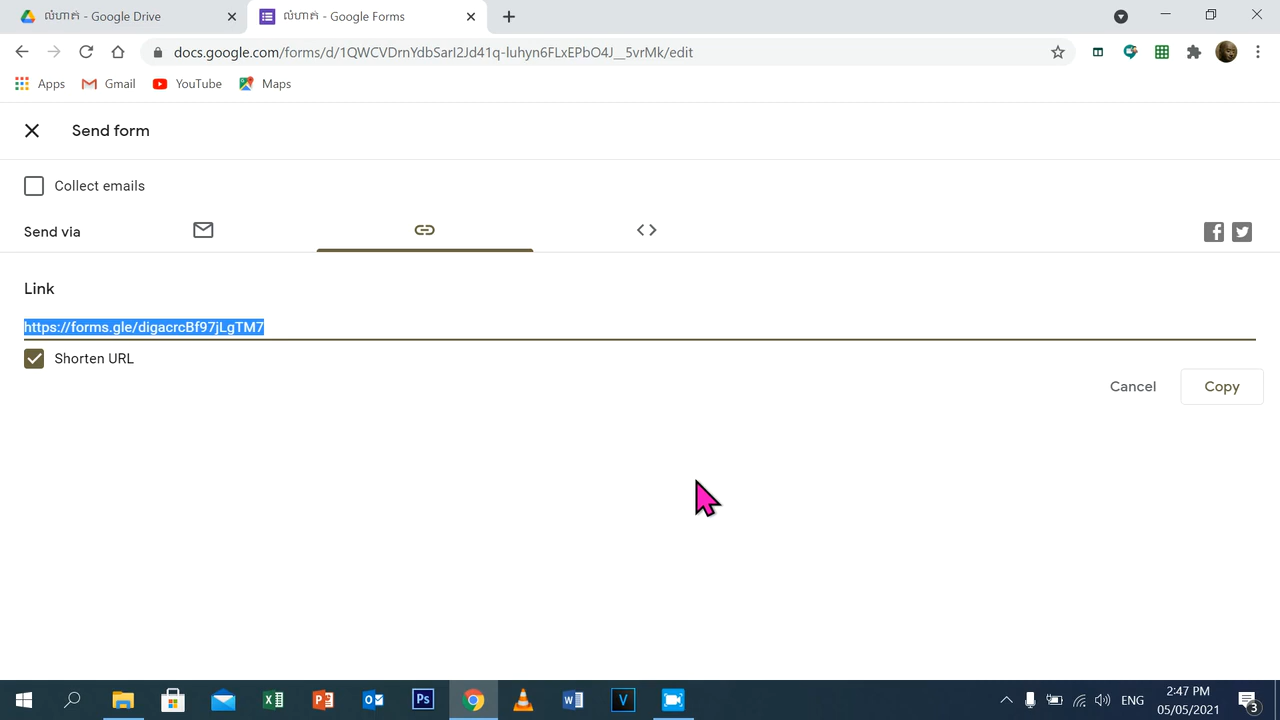 លំហាត់ - Google Drive
លំហាត់ - Google Forms
docs.google.com/forms/d/1QWCVDrnYdbSarI2Jd41q-luhyn6FLxEPbO4J__5vrMk/edit
Apps
Gmail
YouTube
Maps
Send form
Collect emails
Send via
Link
https://forms.gle/digacrcBf97jLgTM7
Shorten URL
Cancel
Copy
ENG
2:47 PM
05/05/2021
3